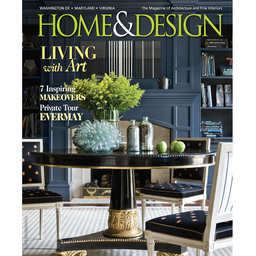 WASHINGTON DC • MARYLAND • VIRGINIA
The Magazine of Architecture and Fine Interiors
HOME&DESIGN
LIVING
with Art
7 Inspiring
MAKEOVERS
Private Tour
EVERMAY